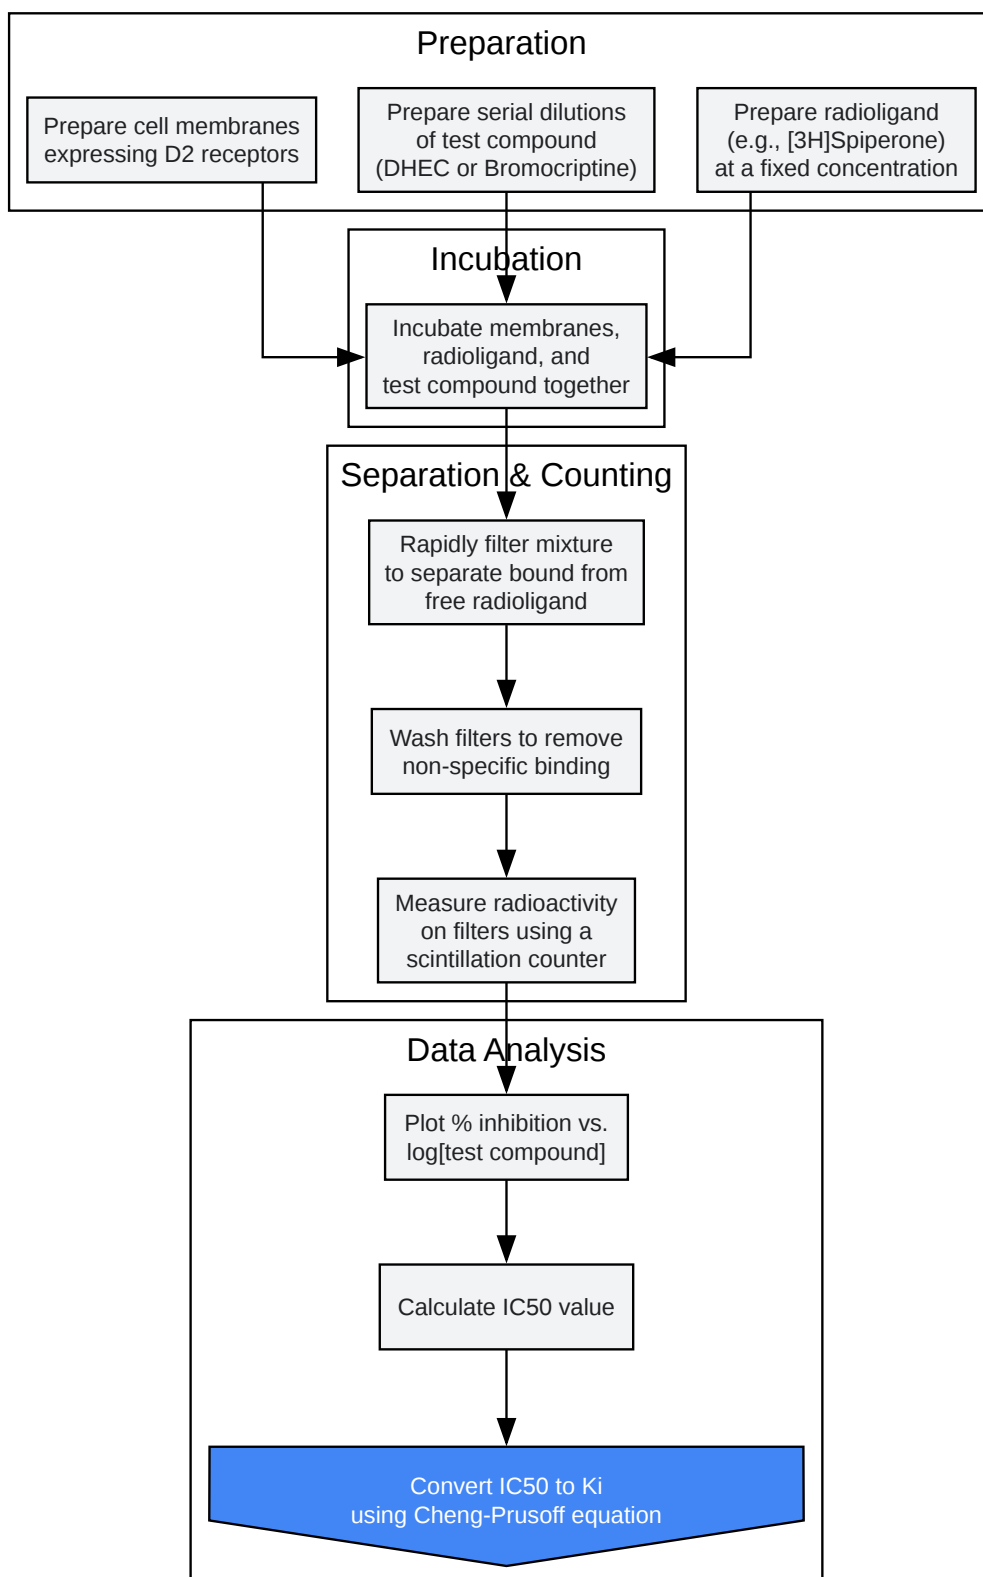 Preparation
Prepare cell membranes
expressing D2 receptors
Prepare serial dilutions
of test compound
(DHEC or Bromocriptine)
Prepare radioligand
(e.g., [3H]Spiperone)
at a fixed concentration
Incubation
Incubate membranes,
radioligand, and
test compound together
Separation & Counting
Rapidly filter mixture
to separate bound from
free radioligand
Wash filters to remove
non-specific binding
Measure radioactivity
on filters using a
scintillation counter
Data Analysis
Plot % inhibition vs.
log[test compound]
Calculate IC50 value
Convert IC50 to Ki
using Cheng-Prusoff equation